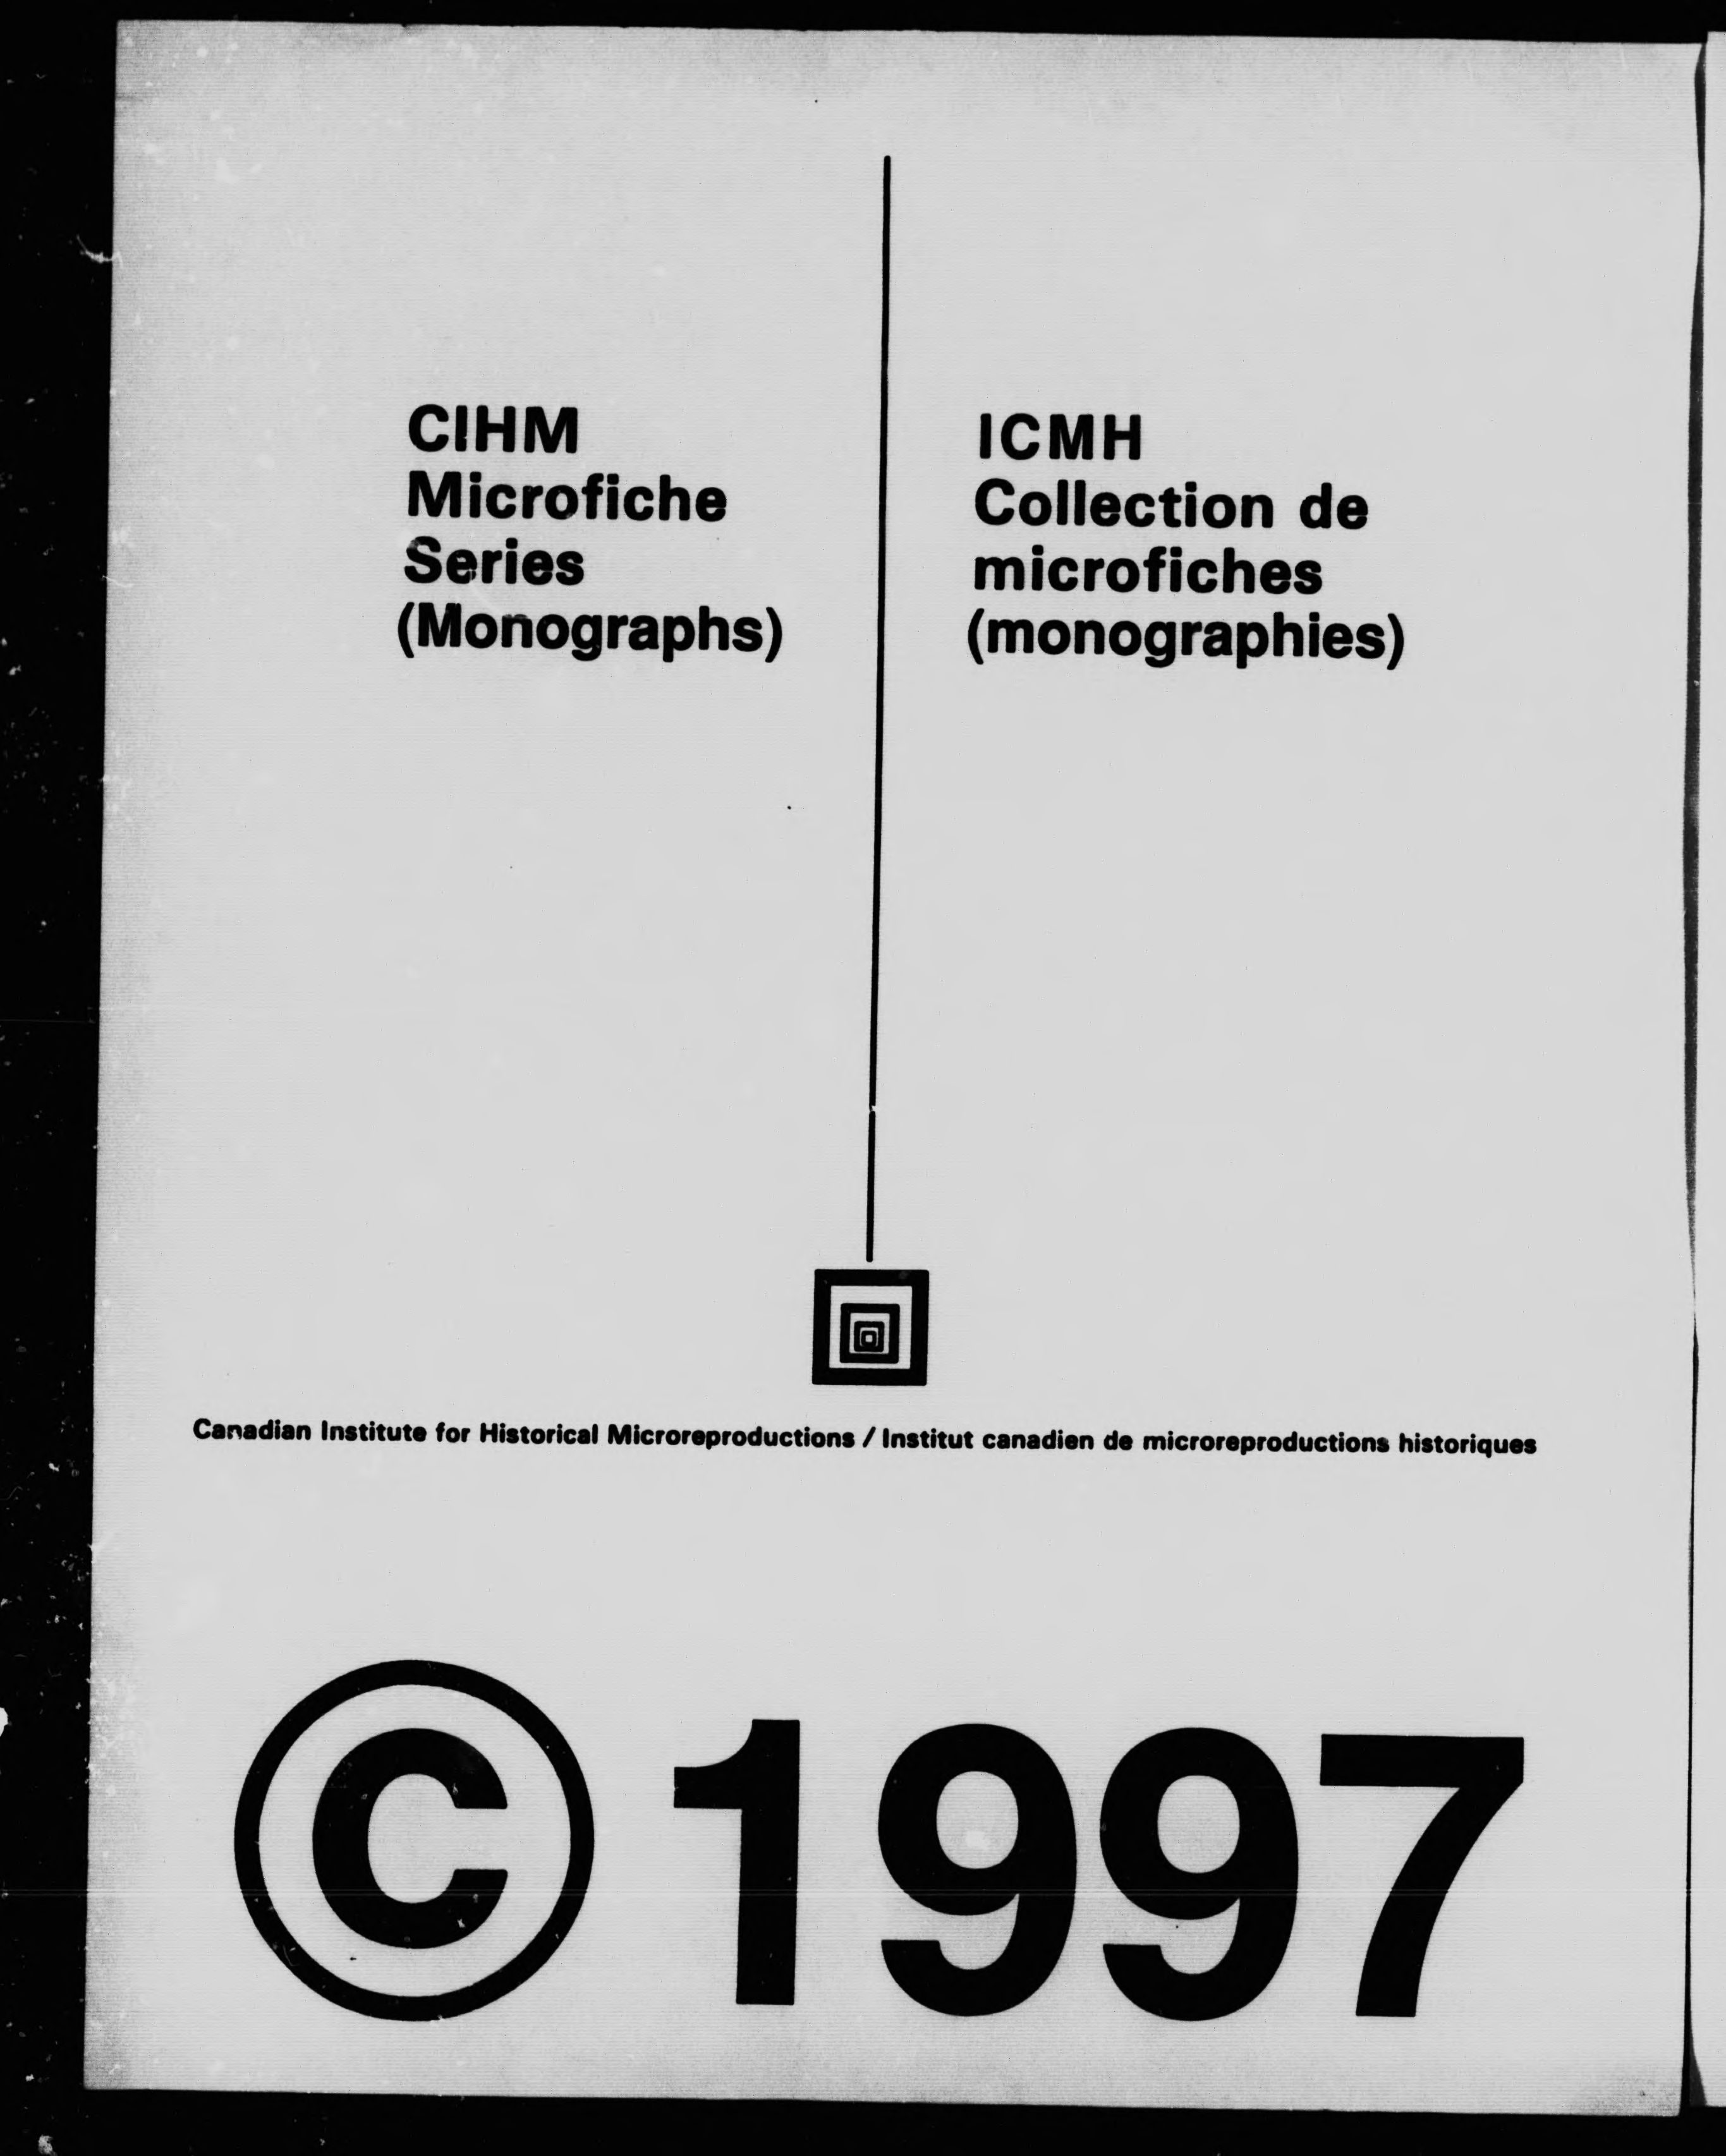 CIHM
Microfiche
Series
(Monographs)
ICMH
Collection de
microfiches
(monographies)
Canadian Institute for Historical Microreproductions / Institut canadien de microreproductions historiques
© 1997